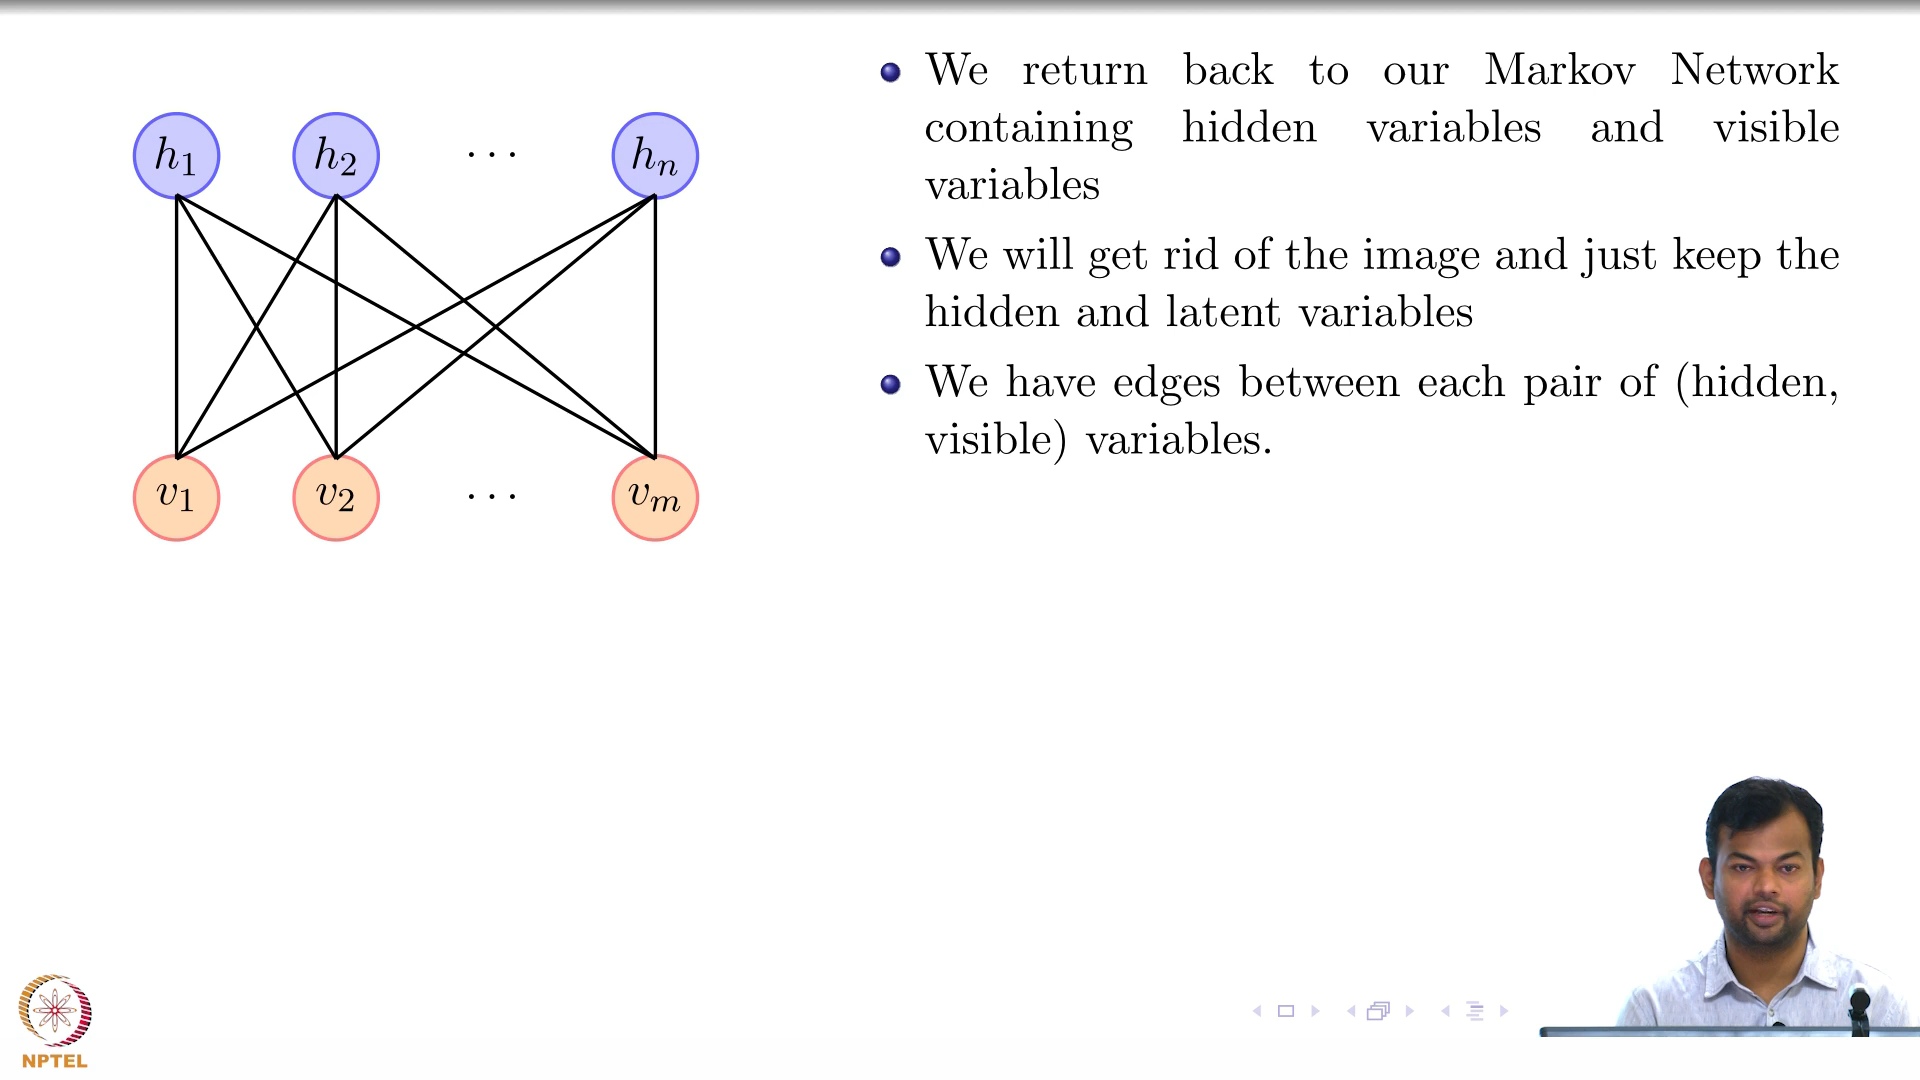 h1 h2 ··· hn
v1 v2 ··· vm
We return back to our Markov Network
containing hidden variables and visible
variables
We will get rid of the image and just keep the
hidden and latent variables
We have edges between each pair of (hidden,
visible) variables.
NPTEL